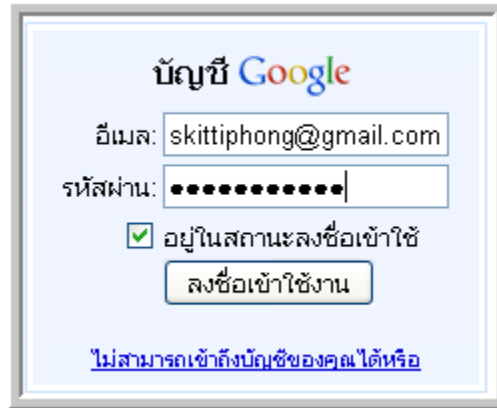 บัญชี Google
อีเมล: skittiphong@gmail.com
รหัสผ่าน: ●●●●●●●●●●●
อยู่ในสถานะลงชื่อเข้าใช้
ลงชื่อเข้าใช้งาน
ไม่สามารถเข้าถึงบัญชีของคุณได้หรือ